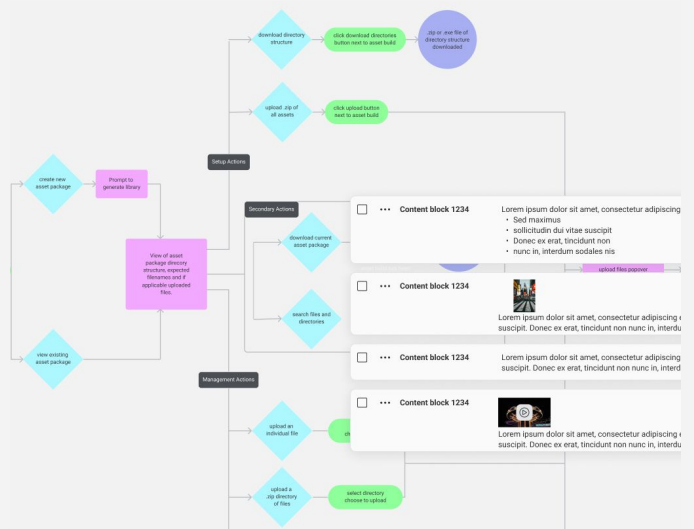 download directory
structure
click download directories
button next to asset build
.zip or .exe file of
directory structure
downloaded
upload .zip of
all assets
click upload button
next to asset build
Setup Actions
create new
asset package
Prompt to
generate library
Secondary Actions
View of asset
package direcory
structure, expected
filenames and if
applicable uploaded
files.
download current
asset package
search files and
directories
view existing
asset package
Management Actions
upload an
individual file
ch
upload a
.zip directory
of files
select directory
choose to upload
upload files popover
Content block 1234
Lorem ipsum dolor sit amet, consectetur adipiscing
• Sed maximus
• sollicitudin dui vitae suscipit
• Donec ex erat, tincidunt non
• nunc in, interdum sodales nis
Content block 1234
Lorem ipsum dolor sit amet, consectetur adipiscing e
suscipit. Donec ex erat, tincidunt non nunc in, interdu
Content block 1234
Lorem ipsum dolor sit amet, consectetur adipiscing
suscipit. Donec ex erat, tincidunt non nunc in, interd
Content block 1234
Lorem ipsum dolor sit amet, consectetur adipiscing e
suscipit. Donec ex erat, tincidunt non nunc in, interdu